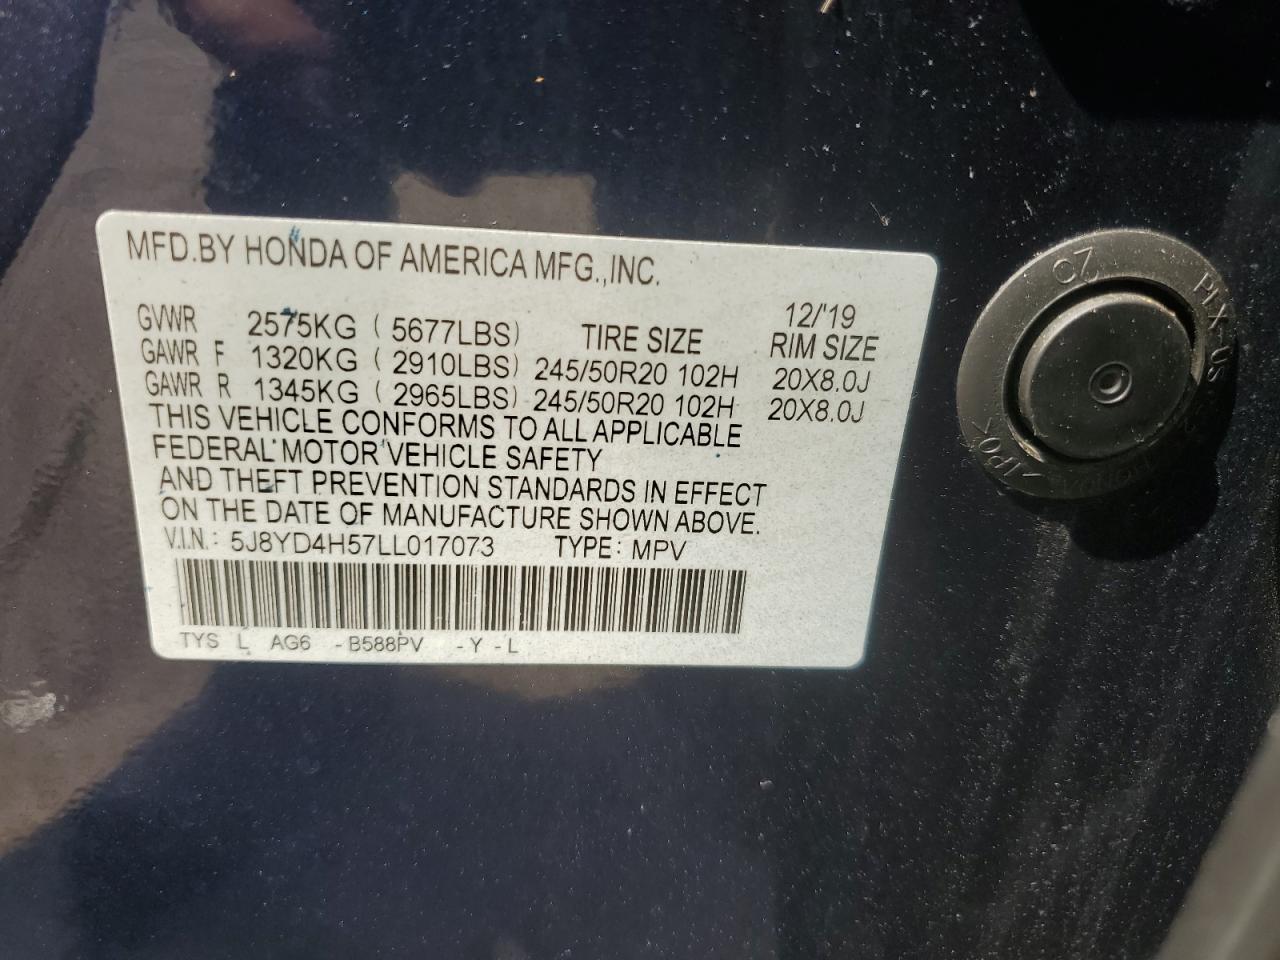 MFD.BY HONDA OF AMERICA MFG.,INC.
12/'19
GVWR 2575KG ( 5677LBS) TIRE SIZE RIM SIZE
GAWR F 1320KG ( 2910LBS) 245/50R20 102H 20X8.0J
GAWR R 1345KG ( 2965LBS) 245/50R20 102H 20X8.0J
THIS VEHICLE CONFORMS TO ALL APPLICABLE
FEDERAL MOTOR VEHICLE SAFETY
AND THEFT PREVENTION STANDARDS IN EFFECT
ON THE DATE OF MANUFACTURE SHOWN ABOVE.
V.I.N.: 5J8YD4H57LL017073 TYPE: MPV
TYS L AG6 -B588PV -Y -L
CZ
PLX-US